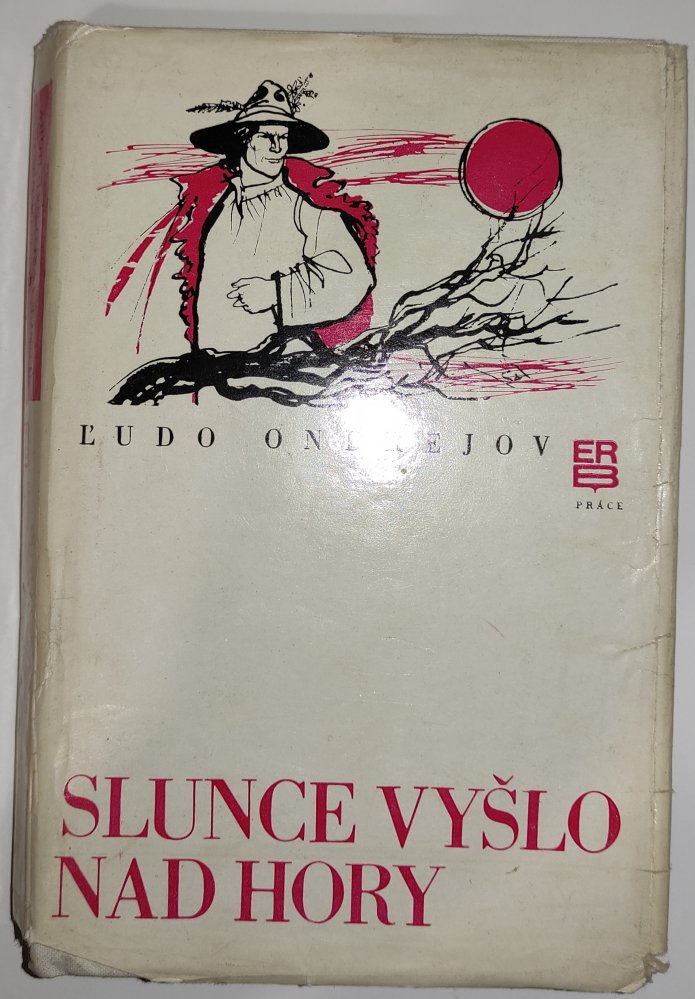 ĽUDO ONDREJOV
ER
B
PRÁCE
SLUNCE VYŠLO
NAD HORY